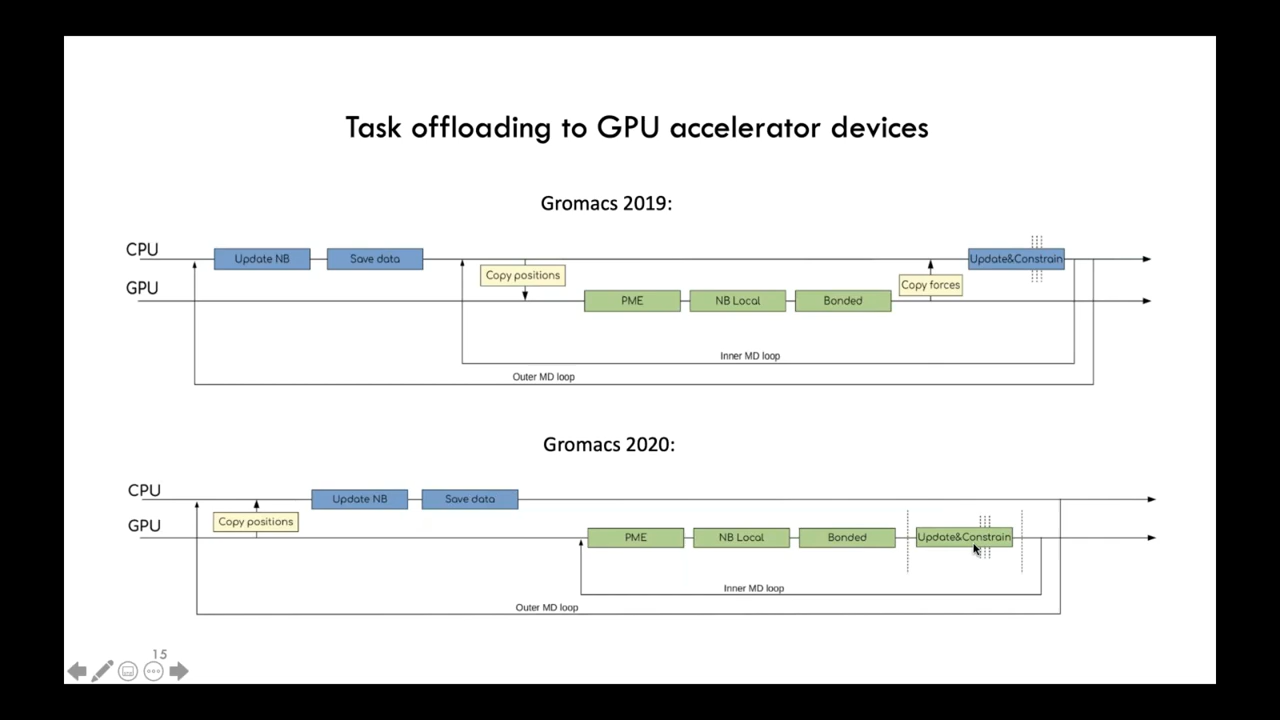 Task offloading to GPU accelerator devices
Gromacs 2019:
CPU
Update NB
Save data
Update&Constrain
Copy positions
Copy forces
GPU
PME
NB Local
Bonded
Inner MD loop
Outer MD loop
Gromacs 2020:
CPU
Update NB
Save data
Copy positions
GPU
PME
NB Local
Bonded
Update&Constrain
Inner MD loop
Outer MD loop
15